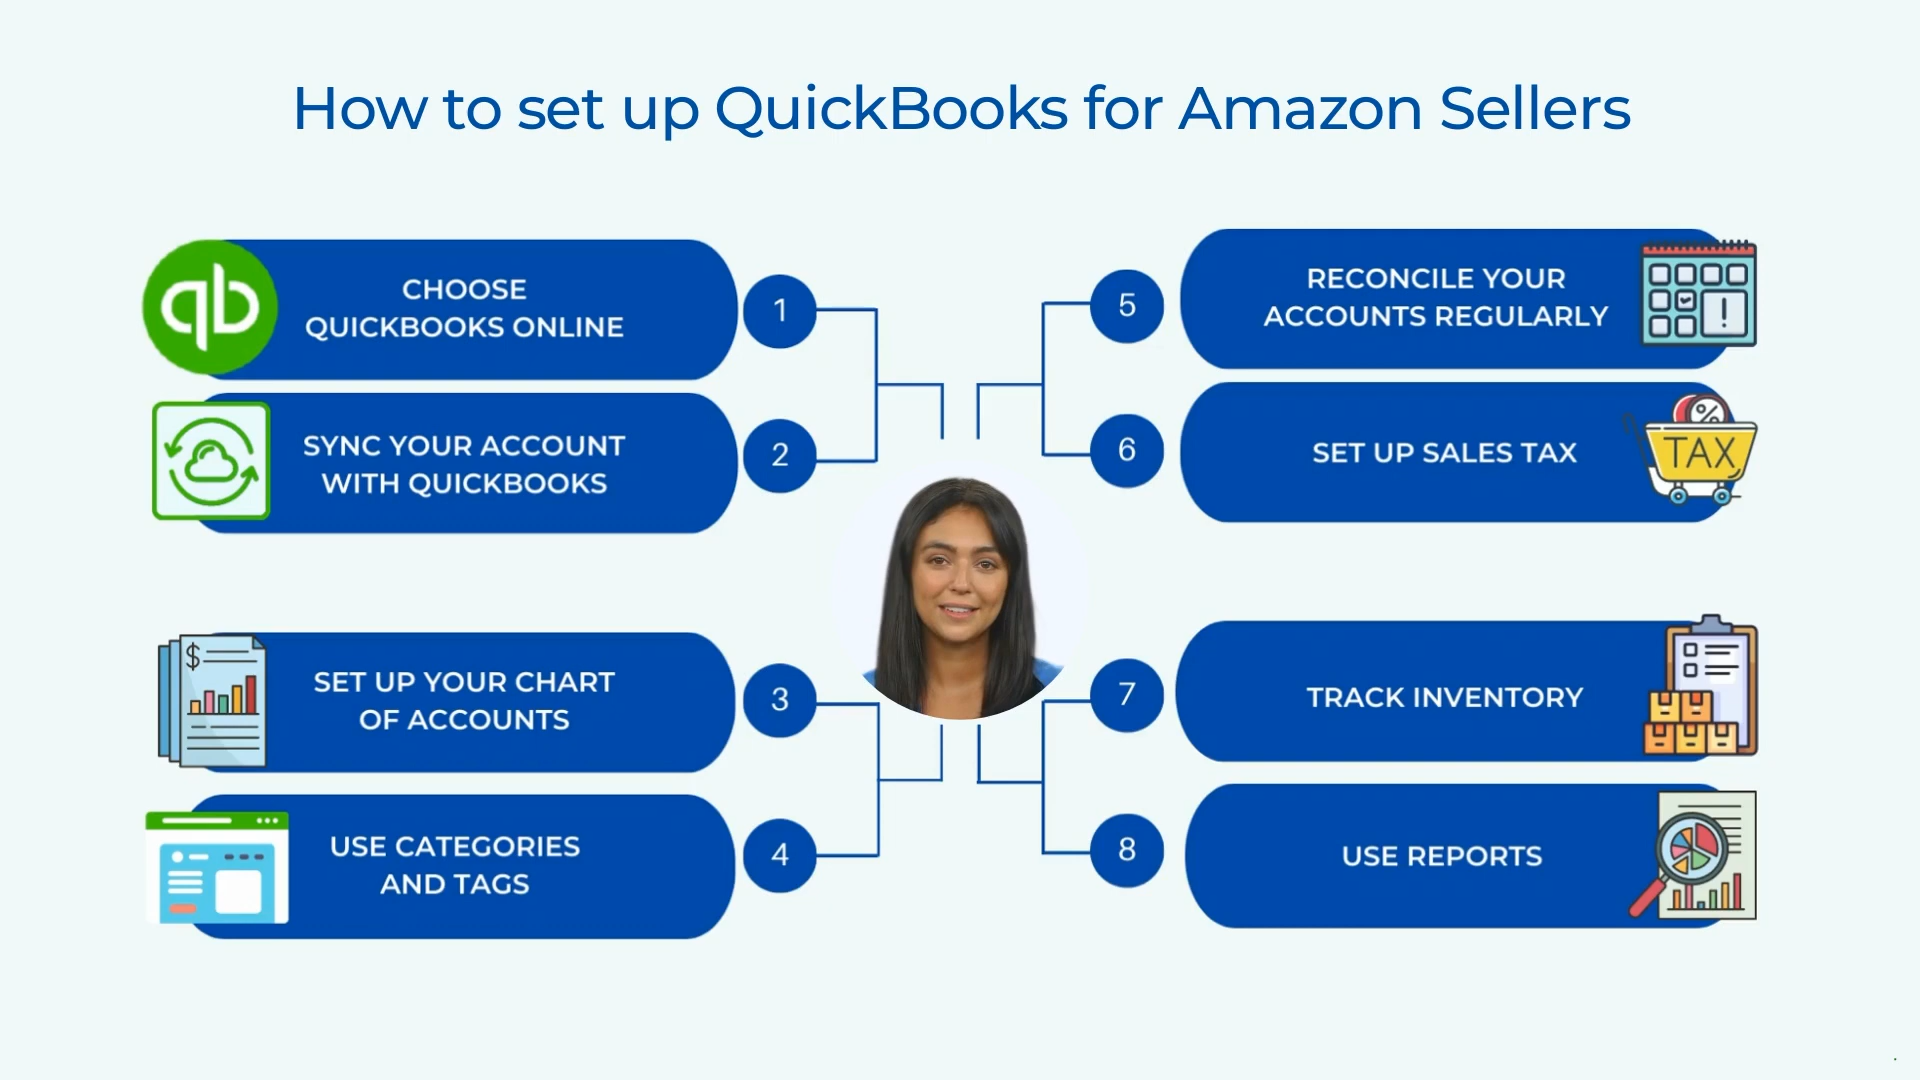 How to set up QuickBooks for Amazon Sellers
qb
CHOOSE
QUICKBOOKS ONLINE
1
SYNC YOUR ACCOUNT
WITH QUICKBOOKS
2
$
SET UP YOUR CHART
OF ACCOUNTS
3
USE CATEGORIES
AND TAGS
4
5
RECONCILE YOUR
ACCOUNTS REGULARLY
!
6
SET UP SALES TAX
%
TAX
7
TRACK INVENTORY
8
USE REPORTS